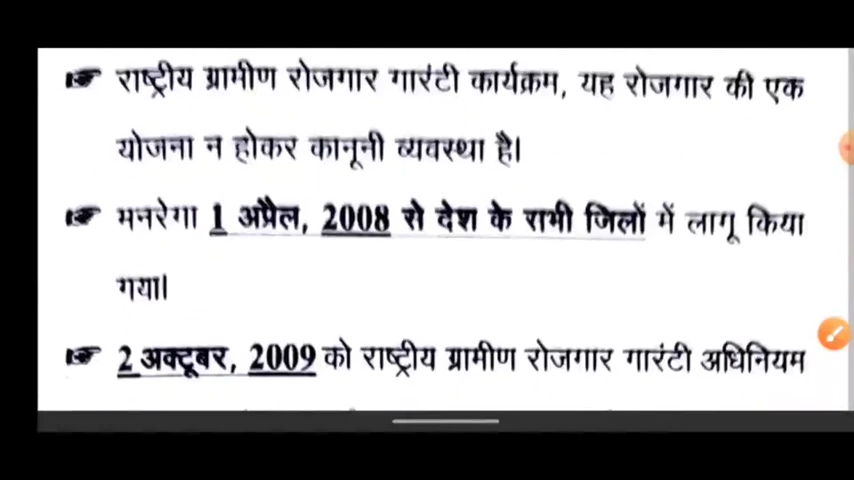 ☛ राष्ट्रीय ग्रामीण रोजगार गारंटी कार्यक्रम, यह रोजगार की एक
योजना न होकर कानूनी व्यवस्था है।
☛ मनरेगा 1 अप्रैल, 2008 से देश के सभी जिलों में लागू किया
गया।
☛ 2 अक्टूबर, 2009 को राष्ट्रीय ग्रामीण रोजगार गारंटी अधिनियम